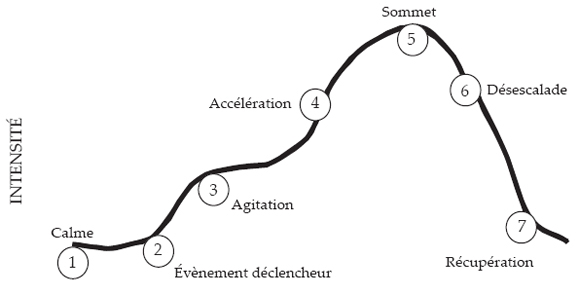 Sommet
5
Accélération
4
6
Désescalade
INTENSITÉ
3
Agitation
Calme
1
2
Évènement déclencheur
7
Récupération